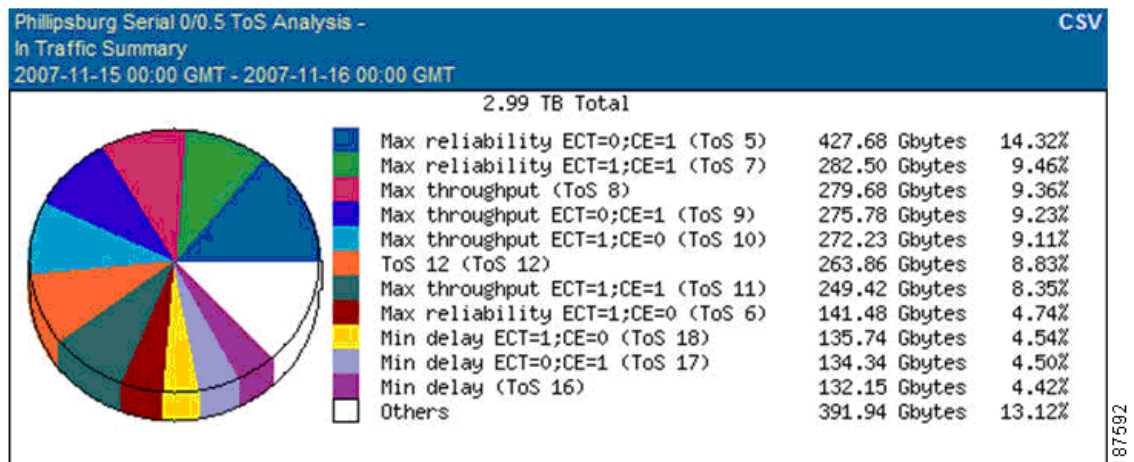 Phillipsburg Serial 0/0.5 ToS Analysis -
CSV
In Traffic Summary
2007-11-15 00:00 GMT - 2007-11-16 00:00 GMT
2.99 TB Total
Max reliability ECT=0;CE=1 (ToS 5) 427.68 Gbytes 14.32%
Max reliability ECT=1;CE=1 (ToS 7) 282.50 Gbytes 9.46%
Max throughput (ToS 8) 279.68 Gbytes 9.36%
Max throughput ECT=0;CE=1 (ToS 9) 275.78 Gbytes 9.23%
Max throughput ECT=1;CE=0 (ToS 10) 272.23 Gbytes 9.11%
ToS 12 (ToS 12) 263.86 Gbytes 8.83%
Max throughput ECT=1;CE=1 (ToS 11) 249.42 Gbytes 8.35%
Max reliability ECT=1;CE=0 (ToS 6) 141.48 Gbytes 4.74%
Min delay ECT=1;CE=0 (ToS 18) 135.74 Gbytes 4.54%
Min delay ECT=0;CE=1 (ToS 17) 134.34 Gbytes 4.50%
Min delay (ToS 16) 132.15 Gbytes 4.42%
Others 391.94 Gbytes 13.12%
187592